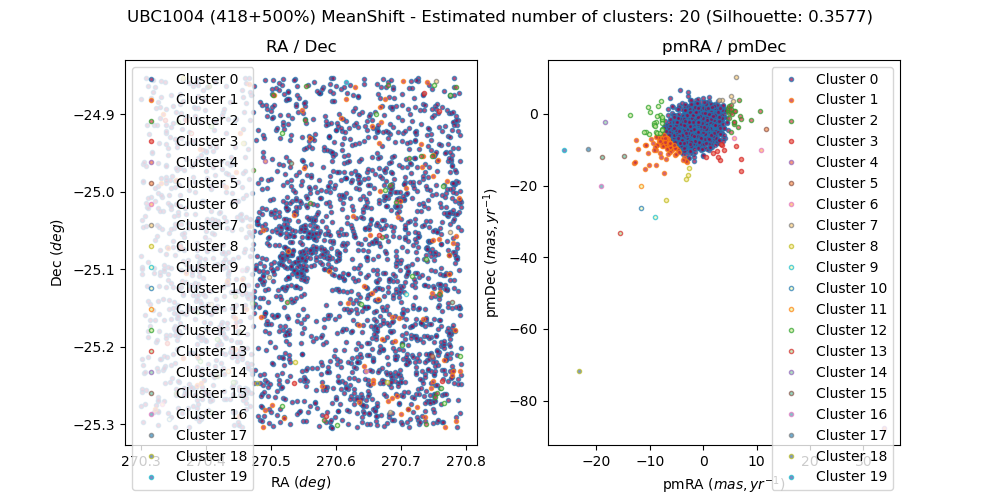 UBC1004 (418+500%) MeanShift - Estimated number of clusters: 20 (Silhouette: 0.3577)
RA / Dec
Dec (deg)
−24.9
−25.0
−25.1
−25.2
−25.3
Cluster 0
Cluster 1
Cluster 2
Cluster 3
Cluster 4
Cluster 5
Cluster 6
Cluster 7
Cluster 8
Cluster 9
Cluster 10
Cluster 11
Cluster 12
Cluster 13
Cluster 14
Cluster 15
Cluster 16
Cluster 17
Cluster 18
Cluster 19
270.3 270.4 270.5 270.6 270.7 270.8
RA (deg)
pmRA / pmDec
pmDec (mas, yr⁻¹)
0
−20
−40
−60
−80
Cluster 0
Cluster 1
Cluster 2
Cluster 3
Cluster 4
Cluster 5
Cluster 6
Cluster 7
Cluster 8
Cluster 9
Cluster 10
Cluster 11
Cluster 12
Cluster 13
Cluster 14
Cluster 15
Cluster 16
Cluster 17
Cluster 18
Cluster 19
−20 −10 0 10 20 30
pmRA (mas, yr⁻¹)